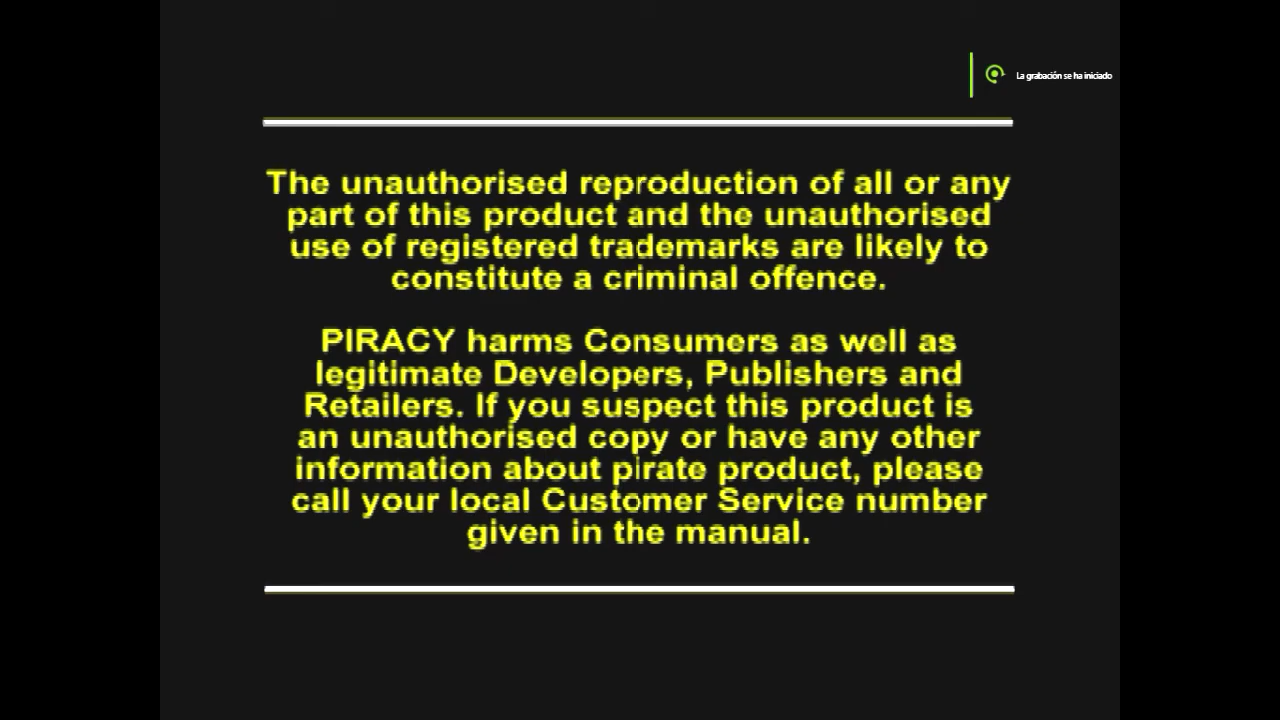 La grabación se ha iniciado
The unauthorised reproduction of all or any
part of this product and the unauthorised
use of registered trademarks are likely to
constitute a criminal offence.
PIRACY harms Consumers as well as
legitimate Developers, Publishers and
Retailers. If you suspect this product is
an unauthorised copy or have any other
information about pirate product, please
call your local Customer Service number
given in the manual.